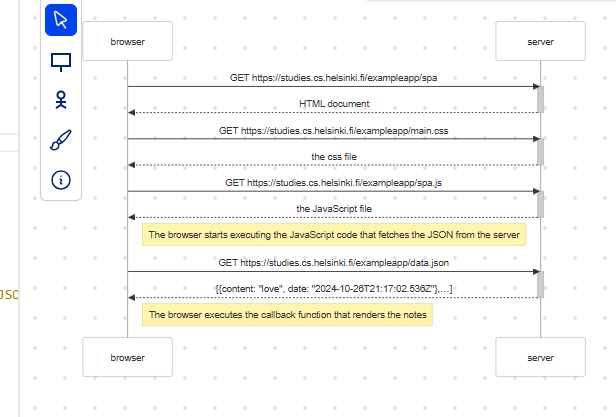 browser
server
GET https://studies.cs.helsinki.fi/exampleapp/spa
HTML document
GET https://studies.cs.helsinki.fi/exampleapp/main.css
the css file
GET https://studies.cs.helsinki.fi/exampleapp/spa.js
the JavaScript file
The browser starts executing the JavaScript code that fetches the JSON from the server
GET https://studies.cs.helsinki.fi/exampleapp/data.json
JSO
[{content: "love", date: "2024-10-26T21:17:02.536Z"},...]
The browser executes the callback function that renders the notes
browser
server